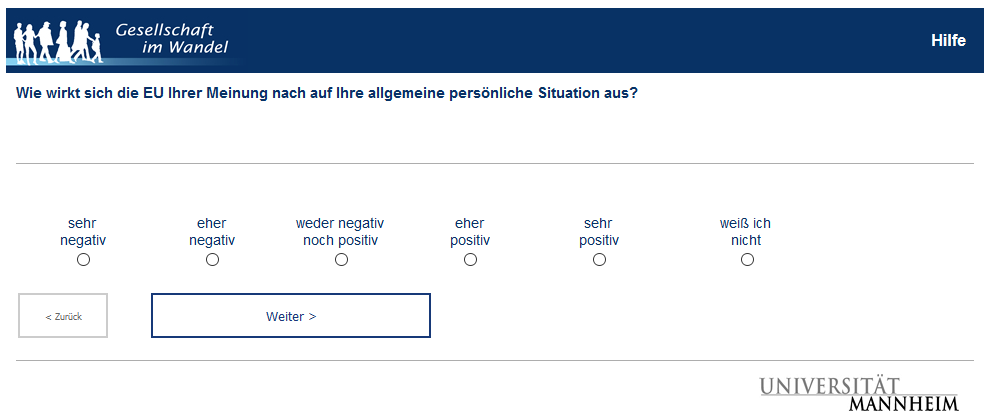 Gesellschaft
im Wandel
Hilfe
Wie wirkt sich die EU Ihrer Meinung nach auf Ihre allgemeine persönliche Situation aus?
sehr negativ
eher negativ
weder negativ noch positiv
eher positiv
sehr positiv
weiß ich nicht
< Zurück
Weiter >
UNIVERSITÄT
MANNHEIM